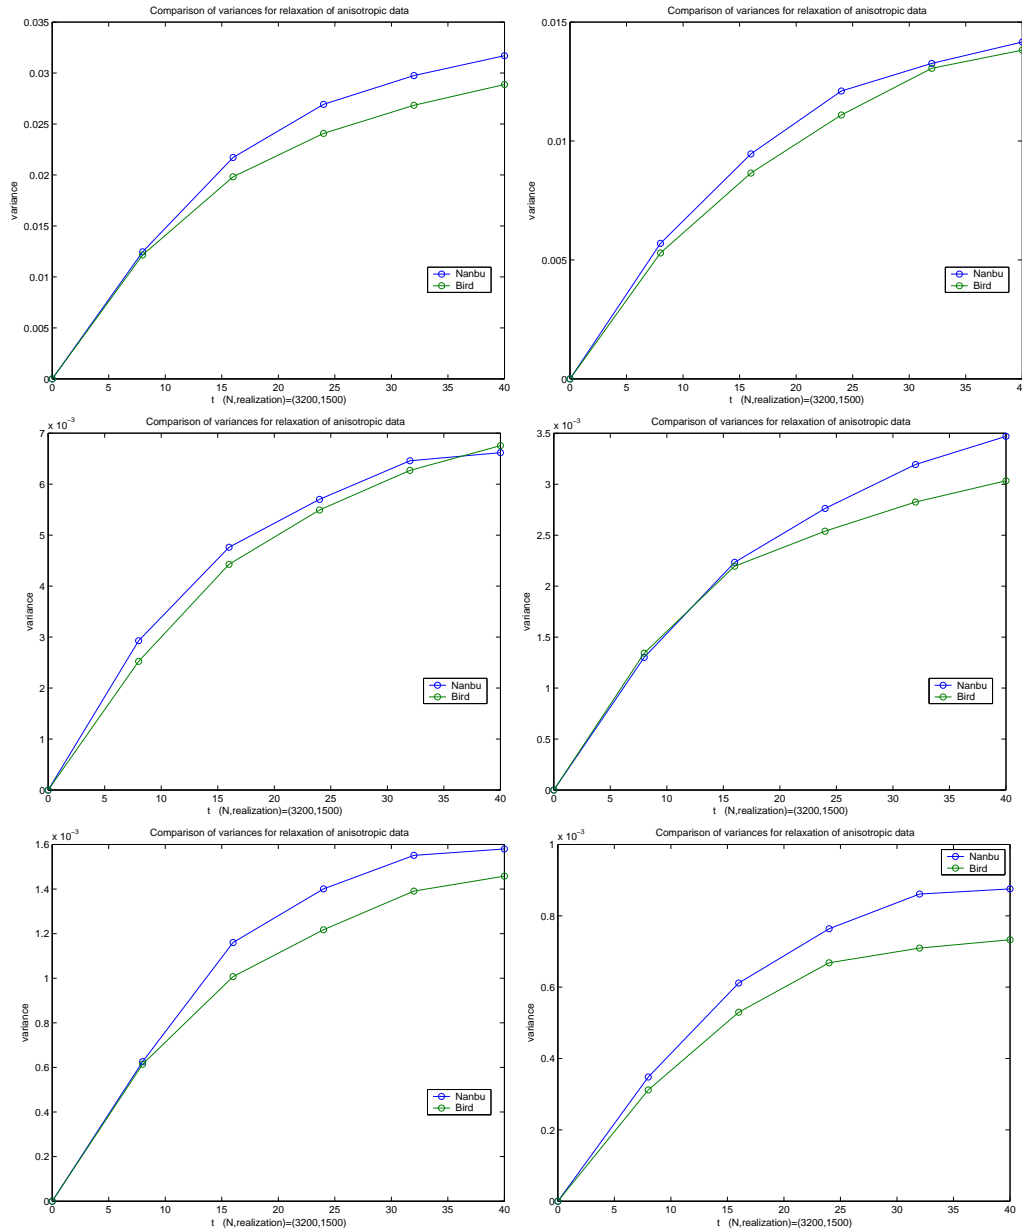 Comparison of variances for relaxation of anisotropic data
0.035
0.03
0.025
0.02
0.015
0.01
0.005
0
variance
Nanbu
Bird
0 5 10 15 20 25 30 35 40
t (N,realization)=(3200,1500)
Comparison of variances for relaxation of anisotropic data
0.015
0.01
0.005
0
variance
Nanbu
Bird
0 5 10 15 20 25 30 35 40
t (N,realization)=(3200,1500)
Comparison of variances for relaxation of anisotropic data
x 10⁻³
7
6
5
4
3
2
1
0
variance
Nanbu
Bird
0 5 10 15 20 25 30 35 40
t (N,realization)=(3200,1500)
Comparison of variances for relaxation of anisotropic data
x 10⁻³
3.5
3
2.5
2
1.5
1
0.5
0
variance
Nanbu
Bird
0 5 10 15 20 25 30 35 40
t (N,realization)=(3200,1500)
Comparison of variances for relaxation of anisotropic data
x 10⁻³
1.6
1.4
1.2
1
0.8
0.6
0.4
0.2
0
variance
Nanbu
Bird
0 5 10 15 20 25 30 35 40
t (N,realization)=(3200,1500)
Comparison of variances for relaxation of anisotropic data
x 10⁻³
1
0.8
0.6
0.4
0.2
0
variance
Nanbu
Bird
0 5 10 15 20 25 30 35 40
t (N,realization)=(3200,1500)